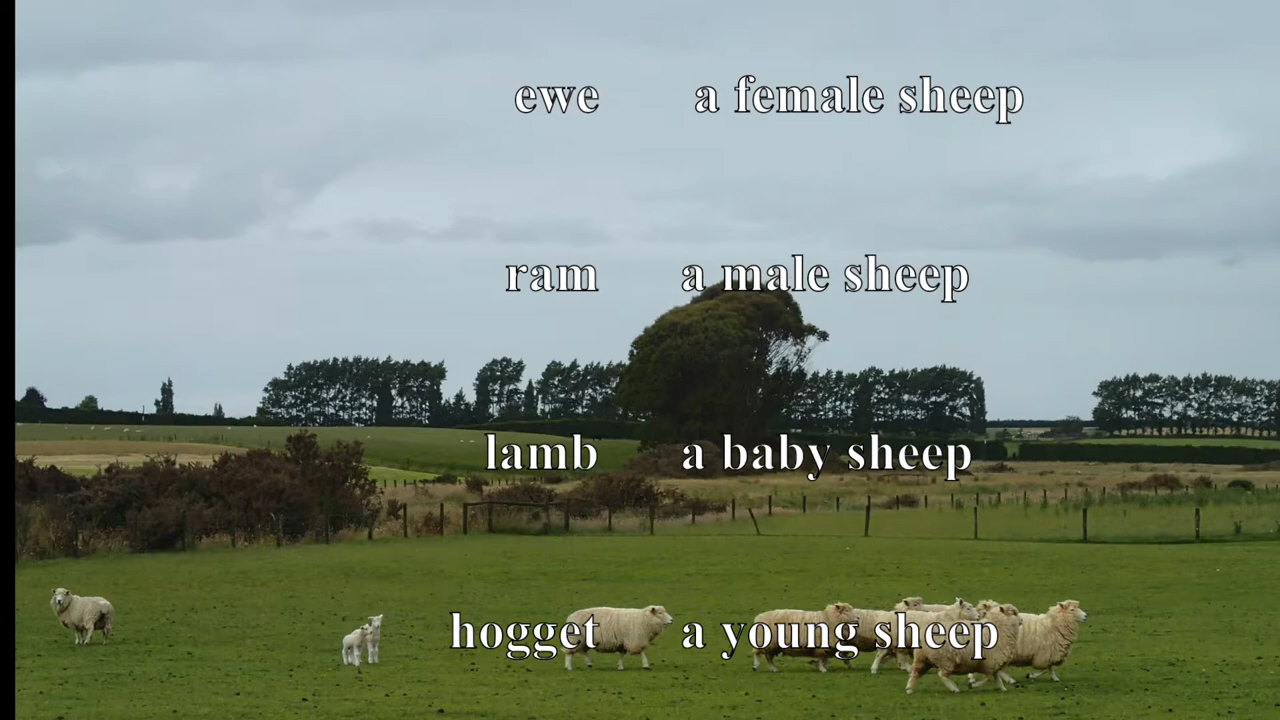 ewe a female sheep
ram a male sheep
lamb a baby sheep
hogget a young sheep